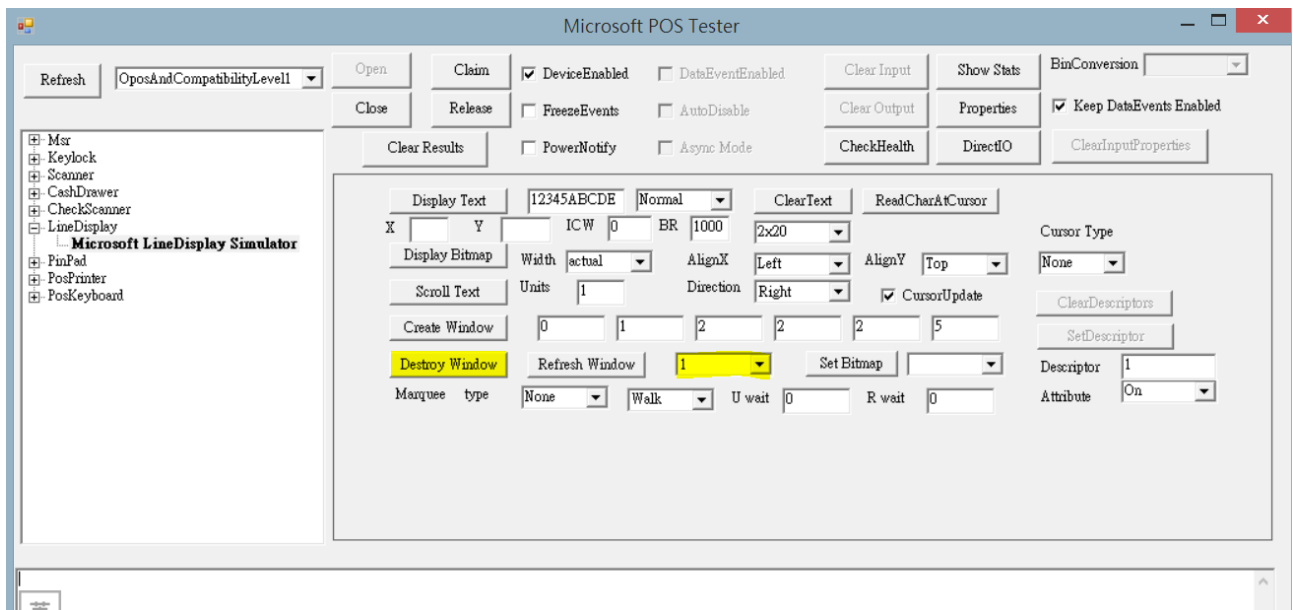 Microsoft POS Tester
Refresh OposAndCompatibilityLevel1
Open Claim DeviceEnabled DataEventEnabled Clear Input Show Stats BinConversion
Close Release FreezeEvents AutoDisable Clear Output Properties Keep DataEvents Enabled
Clear Results PowerNotify Async Mode CheckHealth DirectIO ClearInputProperties
Msr
Keylock
Scanner
CashDrawer
CheckScanner
LineDisplay
Microsoft LineDisplay Simulator
PinPad
PosPrinter
PosKeyboard
Display Text 12345ABCDE Normal ClearText ReadCharAtCursor
X Y ICW 0 BR 1000 2x20 Cursor Type
Display Bitmap Width actual AlignX Left AlignY Top None
Scroll Text Units 1 Direction Right CursorUpdate ClearDescriptors
Create Window 0 1 2 2 2 5 SetDescriptor
Destroy Window Refresh Window 1 Set Bitmap Descriptor 1
Marquee type None Walk U wait 0 R wait 0 Attribute On